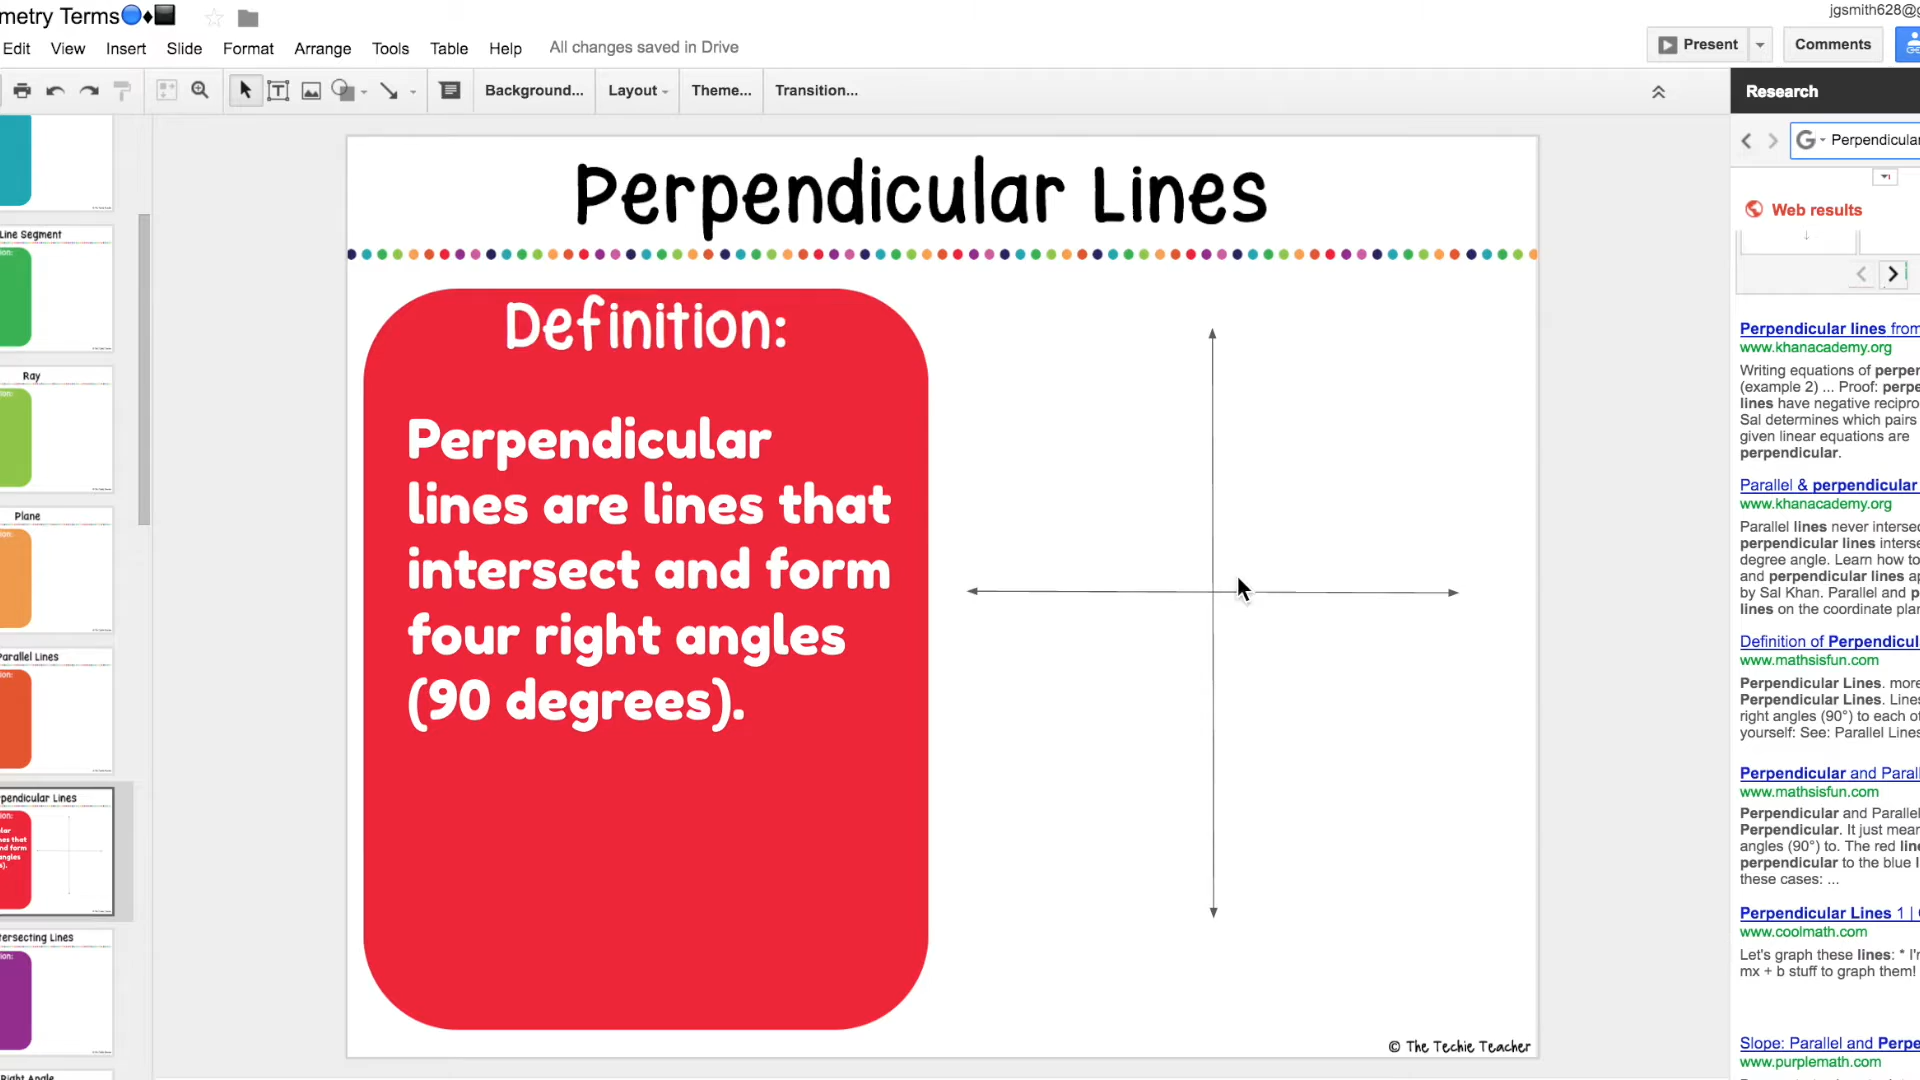 metry Terms
jgsmith628@g
Edit View Insert Slide Format Arrange Tools Table Help All changes saved in Drive
Present Comments
Background... Layout Theme... Transition...
Research
Perpendicular
Web results
Line Segment
Ray
Plane
Parallel Lines
pendicular Lines
tersecting Lines
Right Angle
Perpendicular Lines
Definition:
Perpendicular
lines are lines that
intersect and form
four right angles
(90 degrees).
© The Techie Teacher
Perpendicular lines from
www.khanacademy.org
Writing equations of perper
(example 2) ... Proof: perpe
lines have negative recipro
Sal determines which pairs
given linear equations are
perpendicular.
Parallel & perpendicular
www.khanacademy.org
Parallel lines never intersec
perpendicular lines interse
degree angle. Learn how to
and perpendicular lines ap
by Sal Khan. Parallel and p
lines on the coordinate plan
Definition of Perpendicul
www.mathsisfun.com
Perpendicular Lines. more
Perpendicular Lines. Lines
right angles (90°) to each ot
yourself: See: Parallel Lines
Perpendicular and Parall
www.mathsisfun.com
Perpendicular and Parallel
Perpendicular. It just mean
angles (90°) to. The red line
perpendicular to the blue l
these cases: ...
Perpendicular Lines 1 |
www.coolmath.com
Let's graph these lines: * I'm
mx + b stuff to graph them!
Slope: Parallel and Perpe
www.purplemath.com